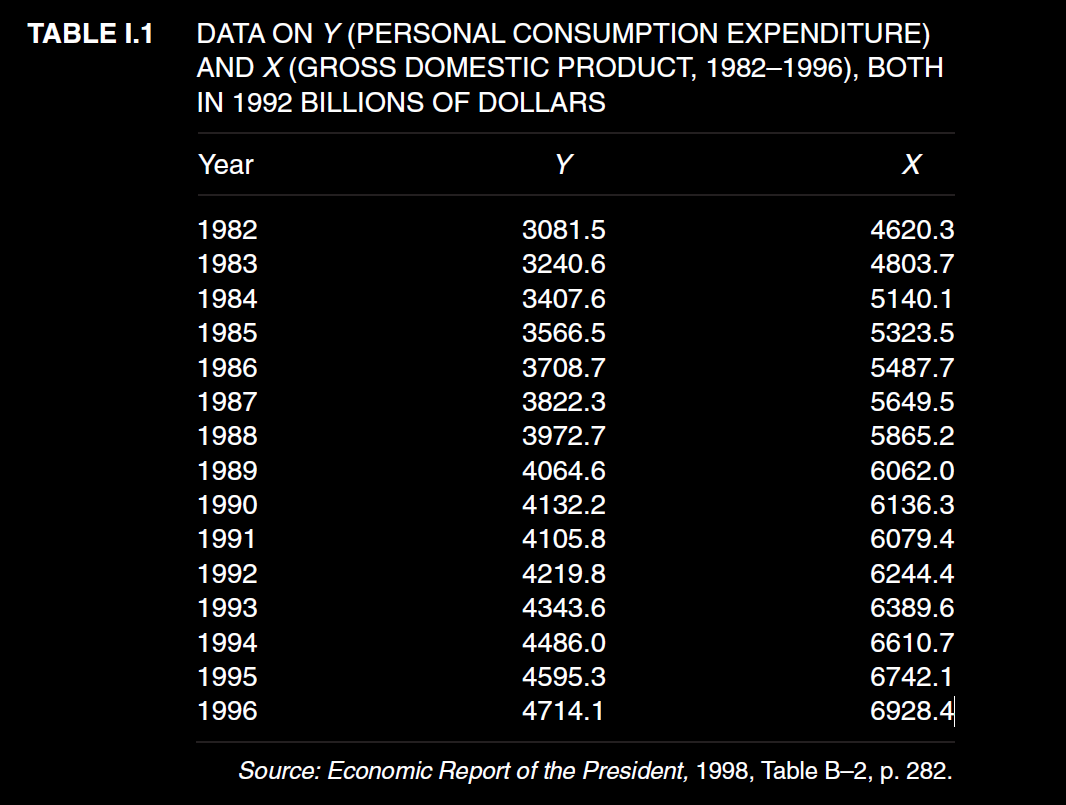 TABLE I.1 DATA ON Y (PERSONAL CONSUMPTION EXPENDITURE)
AND X (GROSS DOMESTIC PRODUCT, 1982–1996), BOTH
IN 1992 BILLIONS OF DOLLARS
Year Y X
1982 3081.5 4620.3
1983 3240.6 4803.7
1984 3407.6 5140.1
1985 3566.5 5323.5
1986 3708.7 5487.7
1987 3822.3 5649.5
1988 3972.7 5865.2
1989 4064.6 6062.0
1990 4132.2 6136.3
1991 4105.8 6079.4
1992 4219.8 6244.4
1993 4343.6 6389.6
1994 4486.0 6610.7
1995 4595.3 6742.1
1996 4714.1 6928.4
Source: Economic Report of the President, 1998, Table B–2, p. 282.